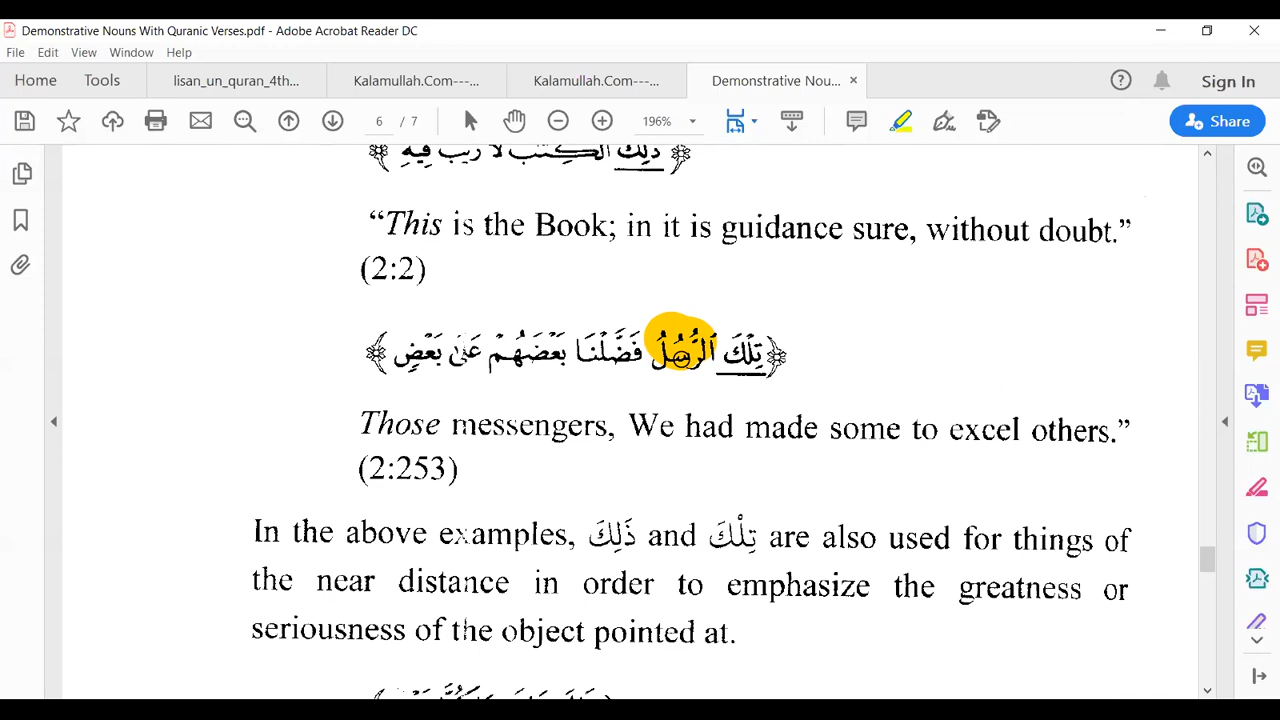 Demonstrative Nouns With Quranic Verses.pdf - Adobe Acrobat Reader DC
File Edit View Window Help
Home Tools lisan_un_quran_4th... Kalamullah.Com---... Kalamullah.Com---... Demonstrative Nou... ×
Sign In
6 / 7 196% Share
ذَٰلِكَ الْكِتَٰبُ لَا رَيْبَ فِيهِ
“This is the Book; in it is guidance sure, without doubt.”
(2:2)
﴿تِلْكَ ٱلرُّسُلُ فَضَّلْنَا بَعْضَهُمْ عَلَىٰ بَعْضٍ﴾
Those messengers, We had made some to excel others.”
(2:253)
In the above examples, ذَلِكَ and تِلْكَ are also used for things of
the near distance in order to emphasize the greatness or
seriousness of the object pointed at.